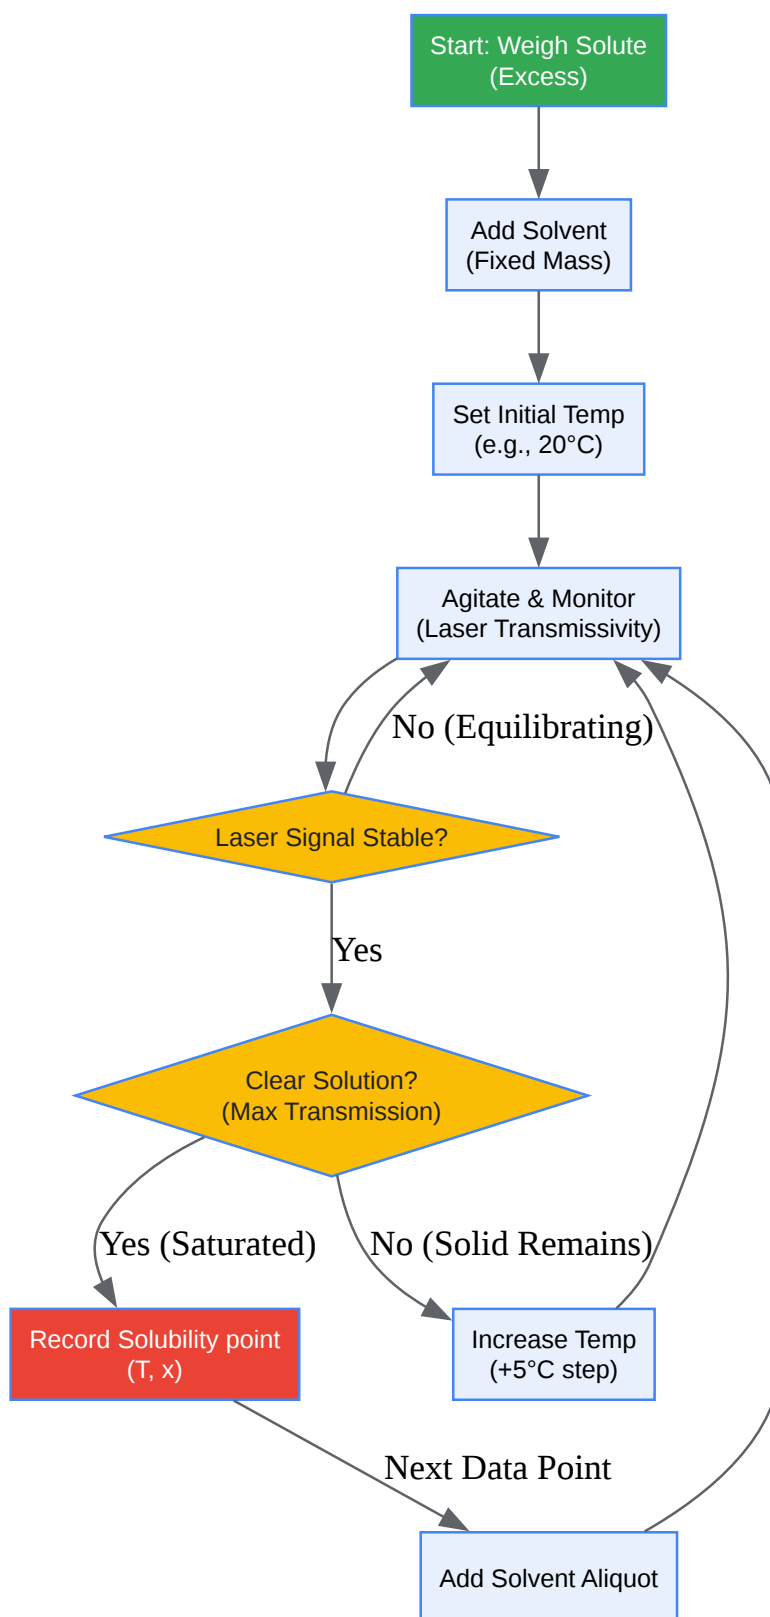 Start: Weigh Solute
(Excess)
Add Solvent
(Fixed Mass)
Set Initial Temp
(e.g., 20°C)
Agitate & Monitor
(Laser Transmissivity)
No (Equilibrating)
Laser Signal Stable?
Yes
Clear Solution?
(Max Transmission)
Yes (Saturated)
No (Solid Remains)
Record Solubility point
(T, x)
Increase Temp
(+5°C step)
Next Data Point
Add Solvent Aliquot